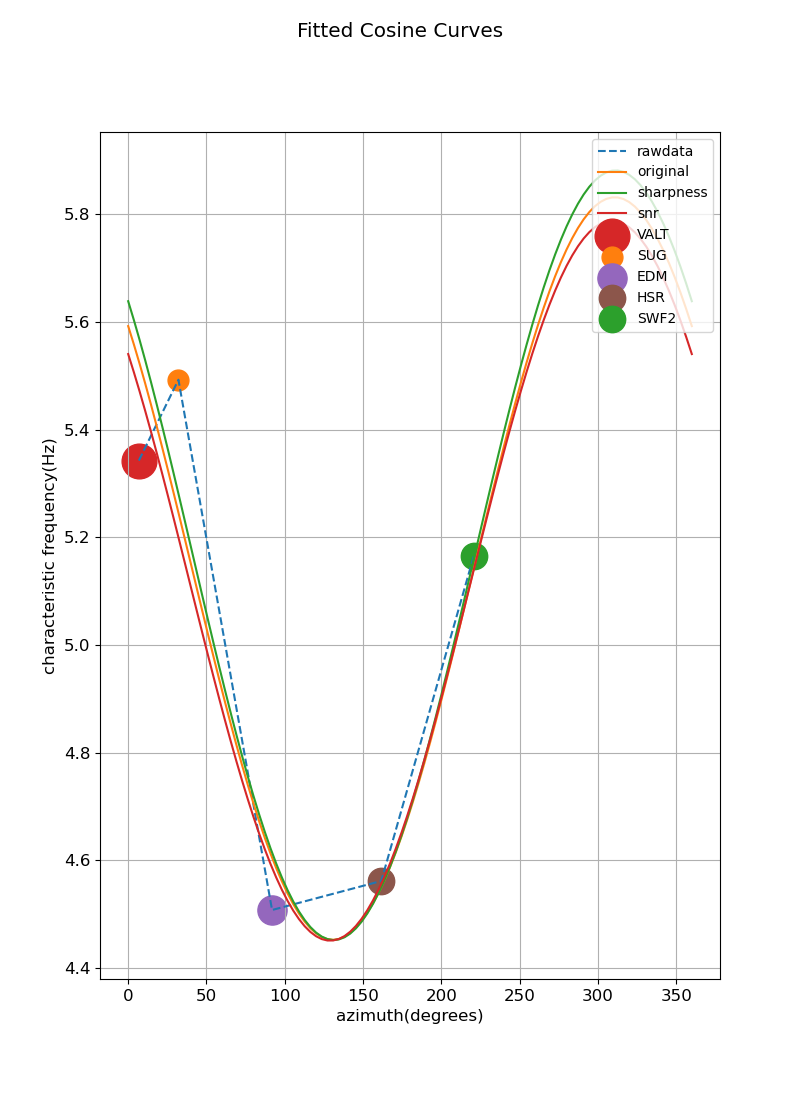 Fitted Cosine Curves
rawdata
original
sharpness
snr
VALT
SUG
EDM
HSR
SWF2
characteristic frequency(Hz)
5.8
5.6
5.4
5.2
5.0
4.8
4.6
4.4
0 50 100 150 200 250 300 350
azimuth(degrees)